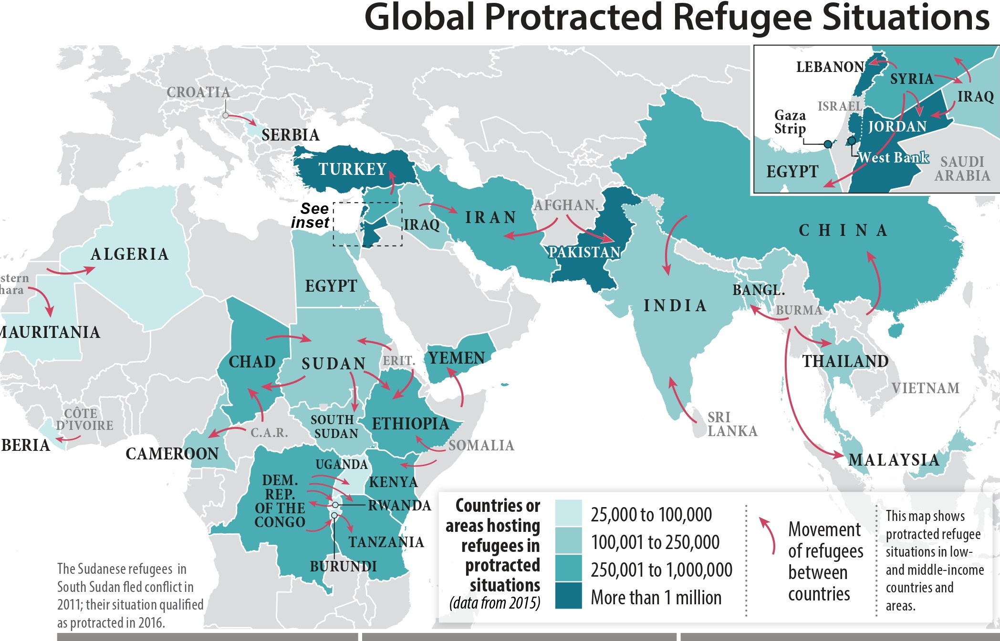 Global Protracted Refugee Situations
CROATIA
SERBIA
TURKEY
See
inset
IRAQ
IRAN
AFGHAN.
PAKISTAN
CHINA
INDIA
BANGL.
BURMA
THAILAND
VIETNAM
SRI
LANKA
MALAYSIA
ALGERIA
stern
hara
MAURITANIA
EGYPT
CHAD
SUDAN
ERIT.
YEMEN
CÔTE
D'IVOIRE
BERIA
CAMEROON
C.A.R.
SOUTH
SUDAN
ETHIOPIA
SOMALIA
UGANDA
KENYA
DEM.
REP.
OF THE
CONGO
RWANDA
TANZANIA
BURUNDI
LEBANON
SYRIA
IRAQ
ISRAEL
Gaza
Strip
JORDAN
West Bank
EGYPT
SAUDI
ARABIA
The Sudanese refugees in
South Sudan fled conflict in
2011; their situation qualified
as protracted in 2016.
Countries or
areas hosting
refugees in
protracted
situations
(data from 2015)
25,000 to 100,000
100,001 to 250,000
250,001 to 1,000,000
More than 1 million
Movement
of refugees
between
countries
This map shows
protracted refugee
situations in low-
and middle-income
countries and
areas.